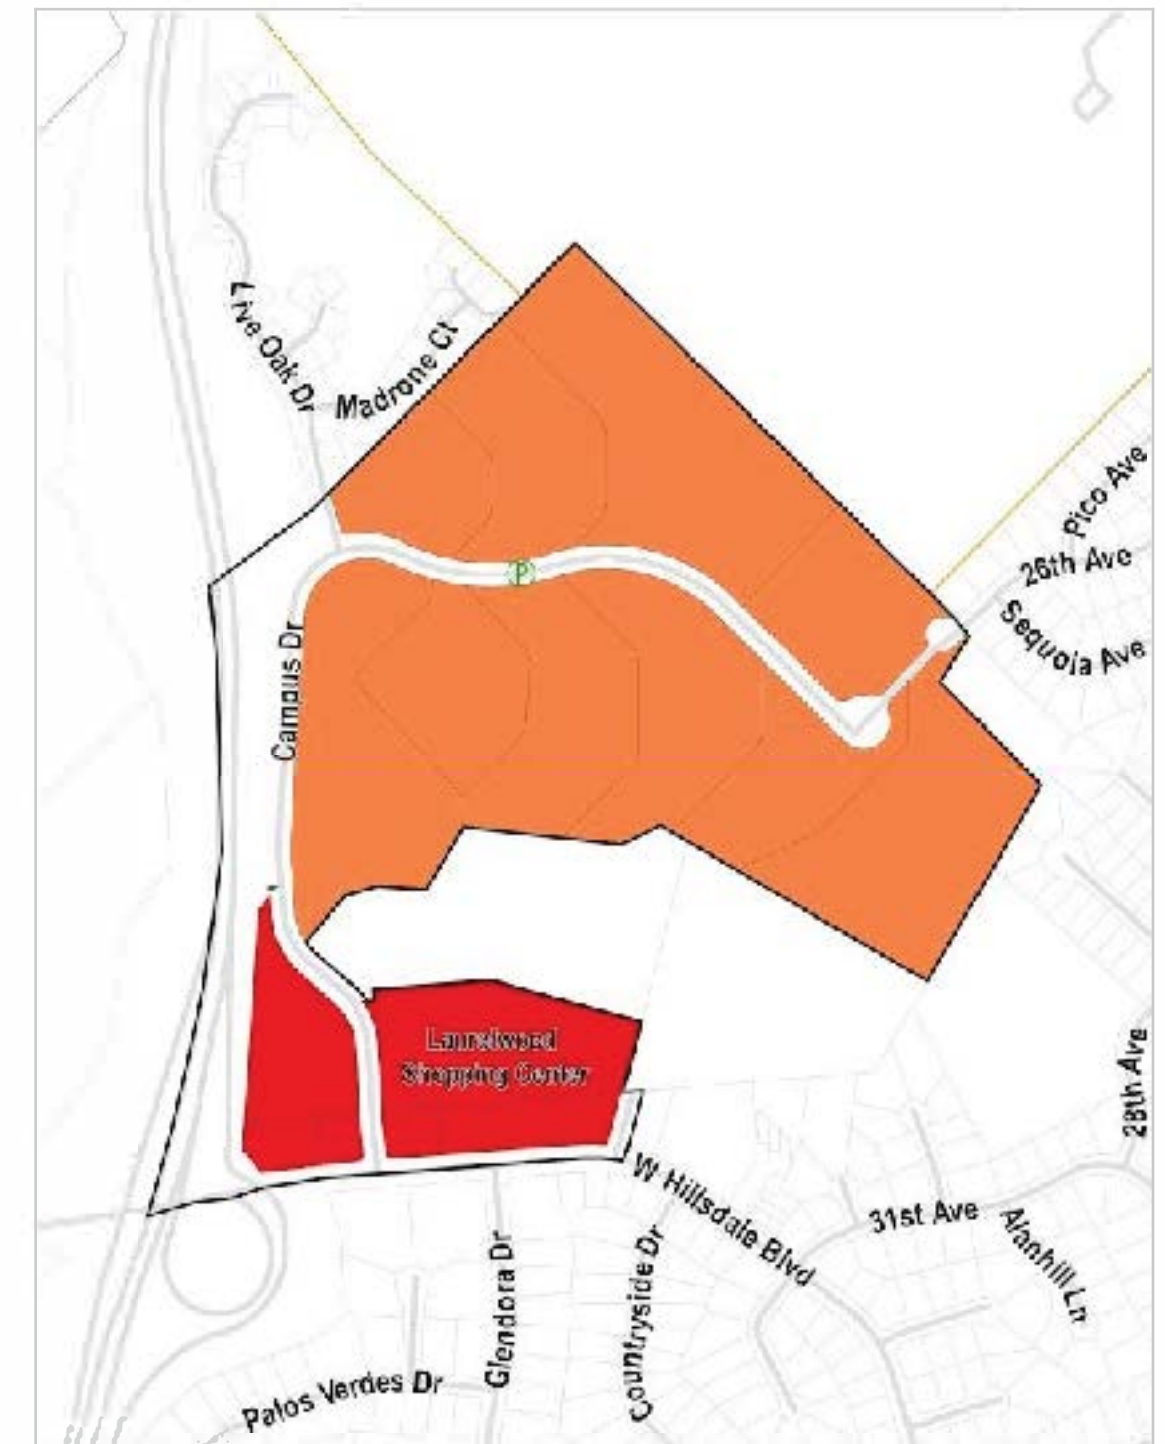 Live Oak Dr
Madrone Ct
Pico Ave
26th Ave
P
Sequoia Ave
Campus Dr
Laurelwood
Shopping Center
28th Ave
W Hillsdale Blvd
31st Ave
Alanhill Ln
Glendora Dr
Countryside Dr
Palos Verdes Dr